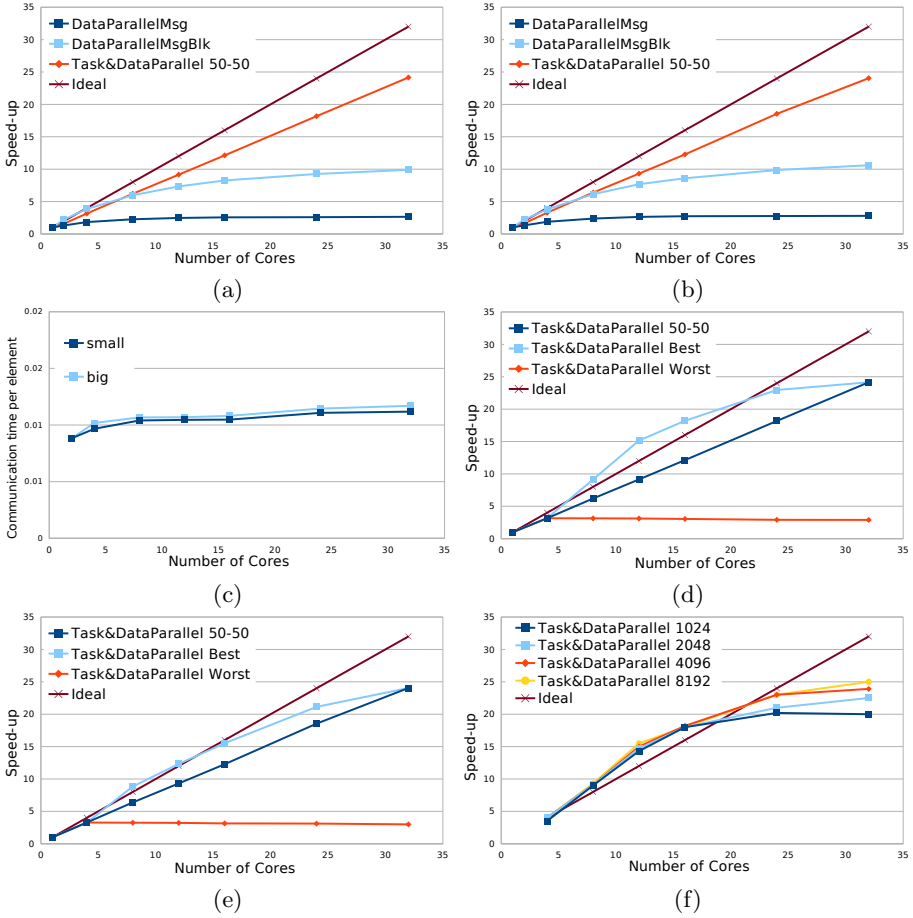 35
30
25
20
15
10
5
0
Speed-up
DataParallelMsg
DataParallelMsgBlk
Task&DataParallel 50-50
Ideal
0 5 10 15 20 25 30 35
Number of Cores
(a)
35
30
25
20
15
10
5
0
Speed-up
DataParallelMsg
DataParallelMsgBlk
Task&DataParallel 50-50
Ideal
0 5 10 15 20 25 30 35
Number of Cores
(b)
0.02
0.02
0.01
0.01
0
Communication time per element
small
big
0 5 10 15 20 25 30 35
Number of Cores
(c)
35
30
25
20
15
10
5
0
Speed-up
Task&DataParallel 50-50
Task&DataParallel Best
Task&DataParallel Worst
Ideal
0 5 10 15 20 25 30 35
Number of Cores
(d)
35
30
25
20
15
10
5
0
Speed-up
Task&DataParallel 50-50
Task&DataParallel Best
Task&DataParallel Worst
Ideal
0 5 10 15 20 25 30 35
Number of Cores
(e)
35
30
25
20
15
10
5
0
Speed-up
Task&DataParallel 1024
Task&DataParallel 2048
Task&DataParallel 4096
Task&DataParallel 8192
Ideal
0 5 10 15 20 25 30 35
Number of Cores
(f)